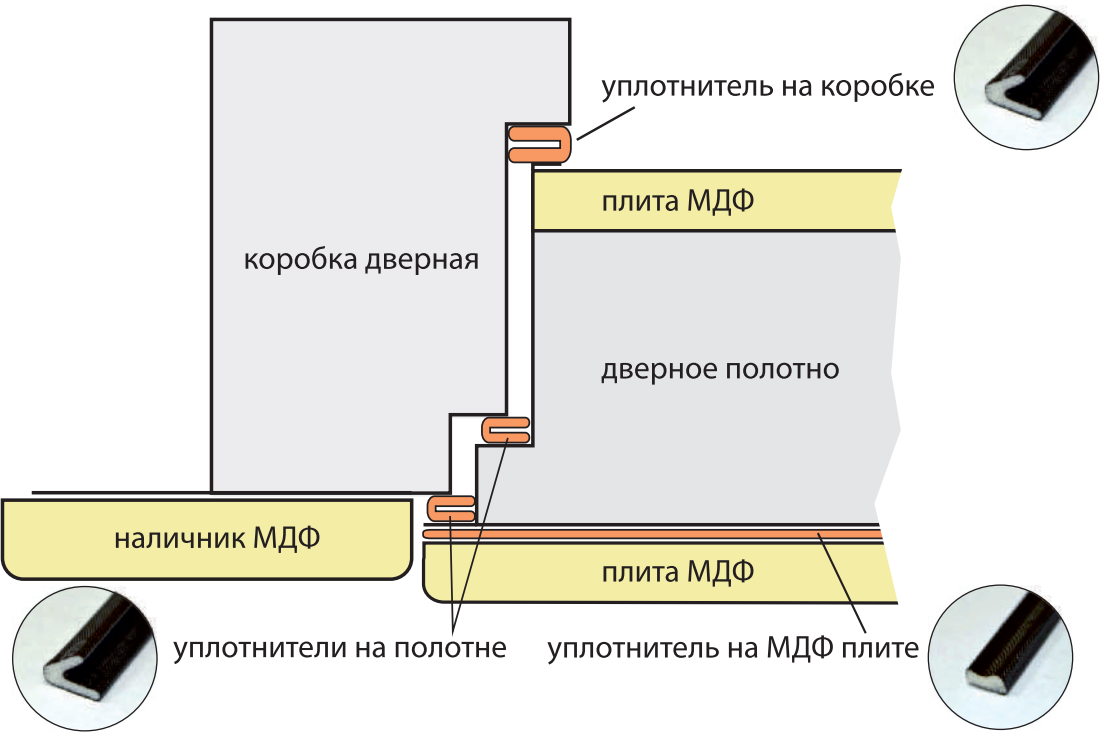 уплотнитель на коробке
плита МДФ
коробка дверная
дверное полотно
наличник МДФ
плита МДФ
уплотнители на полотне
уплотнитель на МДФ плите